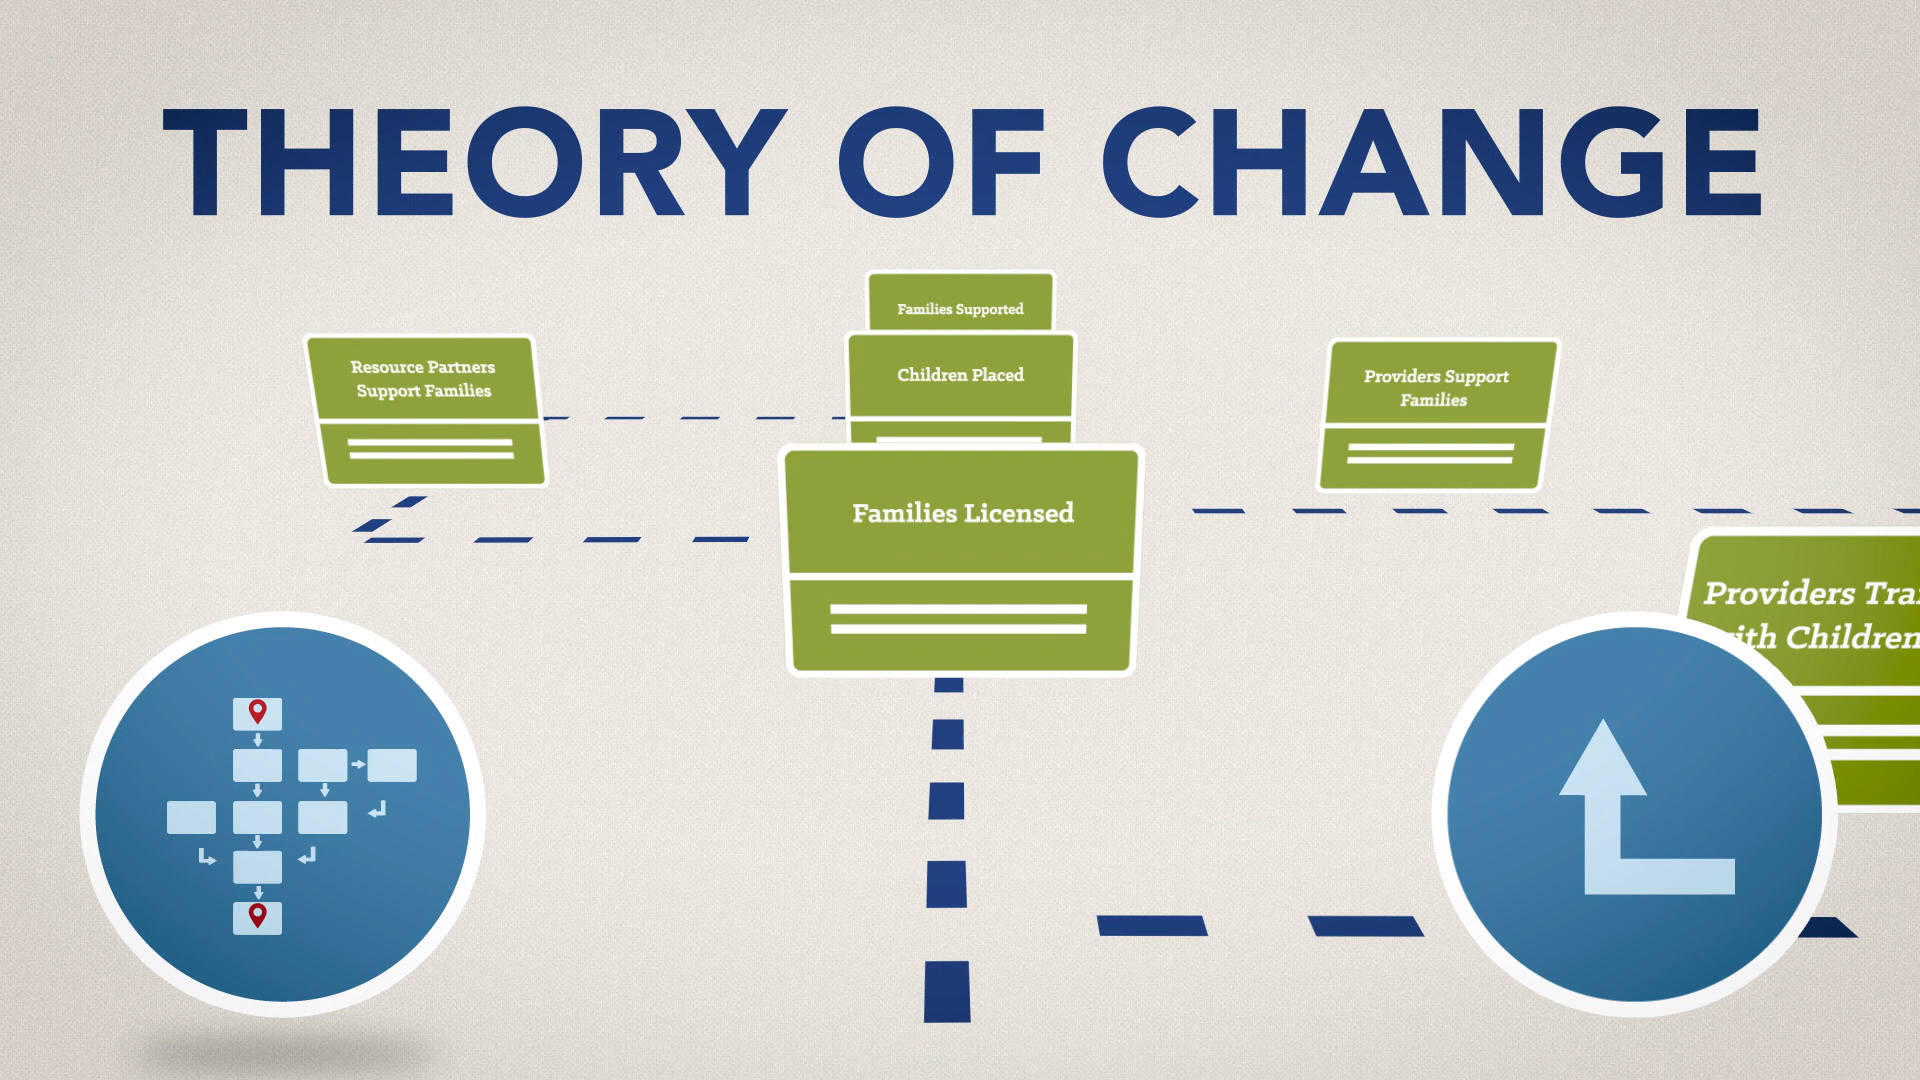 THEORY OF CHANGE
Families Supported
Resource Partners
Support Families
Children Placed
Providers Support
Families
Families Licensed
Providers
Children